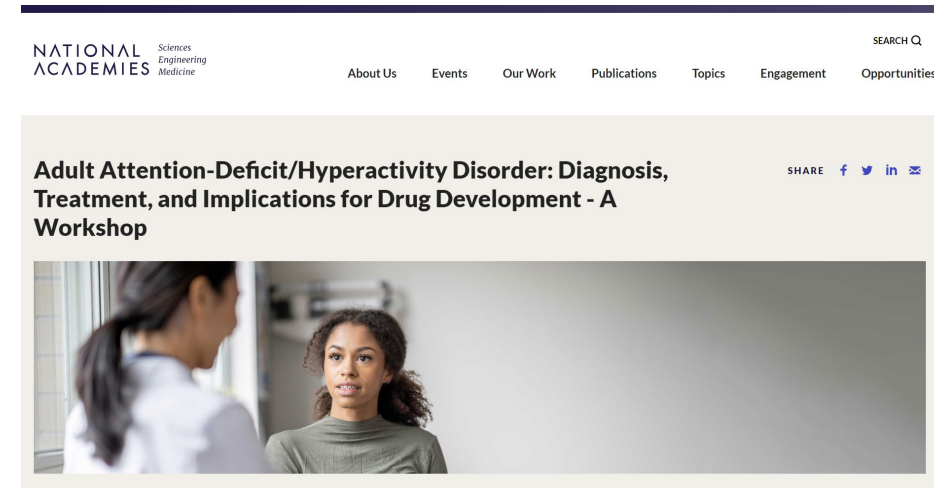 SEARCH
NATIONAL
ACADEMIES
Sciences
Engineering
Medicine
About Us Events Our Work Publications Topics Engagement Opportunities
Adult Attention-Deficit/Hyperactivity Disorder: Diagnosis,
Treatment, and Implications for Drug Development - A
Workshop
SHARE